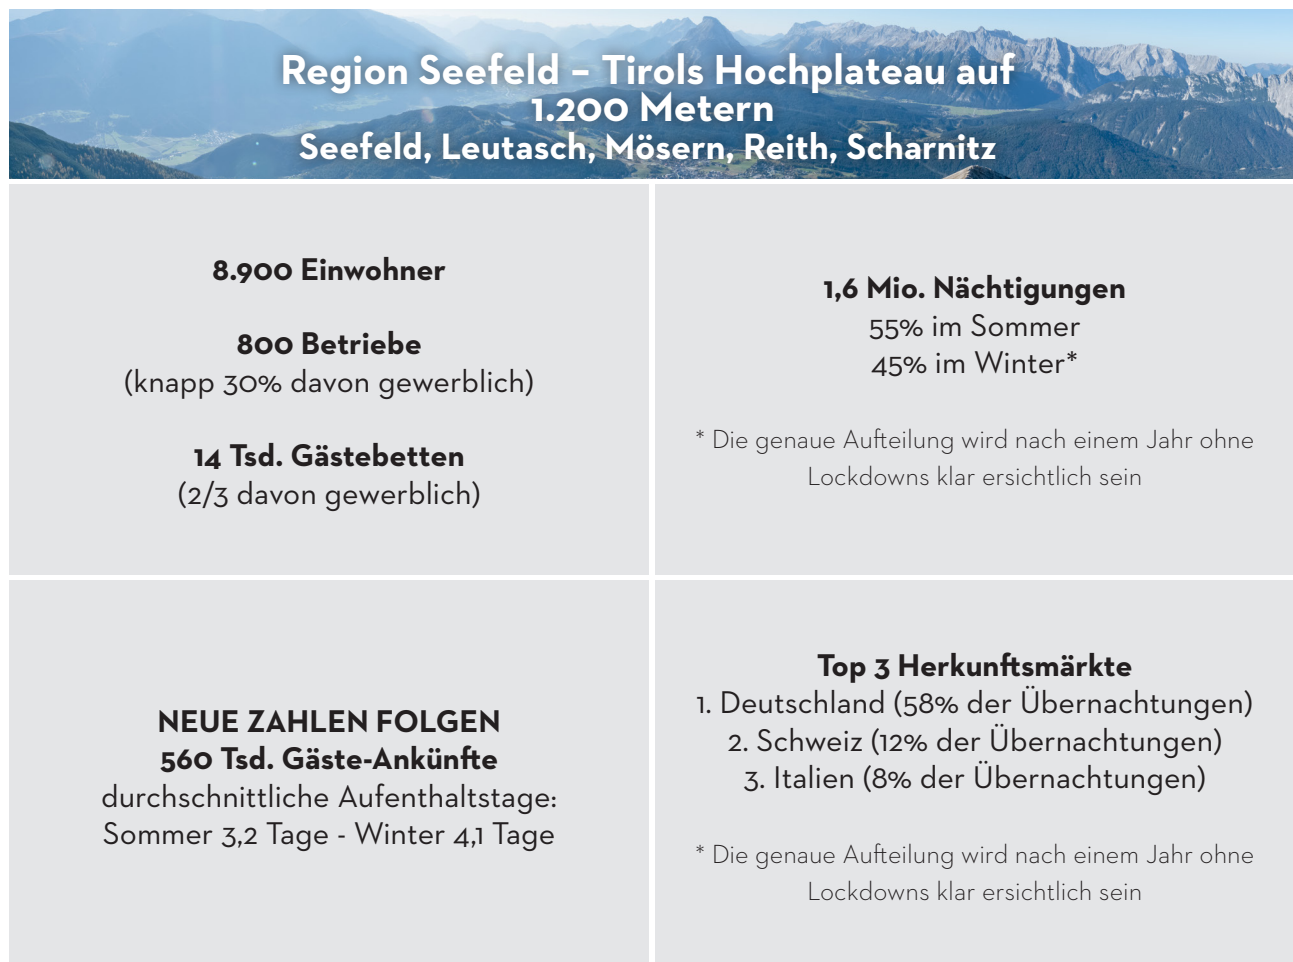 Region Seefeld – Tirols Hochplateau auf
1.200 Metern
Seefeld, Leutasch, Mösern, Reith, Scharnitz
8.900 Einwohner
800 Betriebe
(knapp 30% davon gewerblich)
14 Tsd. Gästebetten
(2/3 davon gewerblich)
1,6 Mio. Nächtigungen
55% im Sommer
45% im Winter*
* Die genaue Aufteilung wird nach einem Jahr ohne
Lockdowns klar ersichtlich sein
NEUE ZAHLEN FOLGEN
560 Tsd. Gäste-Ankünfte
durchschnittliche Aufenthaltstage:
Sommer 3,2 Tage - Winter 4,1 Tage
Top 3 Herkunftsmärkte
1. Deutschland (58% der Übernachtungen)
2. Schweiz (12% der Übernachtungen)
3. Italien (8% der Übernachtungen)
* Die genaue Aufteilung wird nach einem Jahr ohne
Lockdowns klar ersichtlich sein